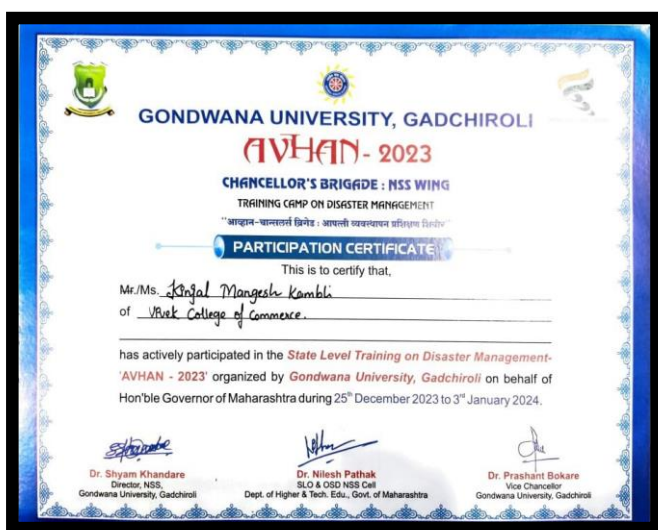 GONDWANA UNIVERSITY, GADCHIROLI
AVHAN - 2023
CHANCELLOR'S BRIGADE : NSS WING
TRAINING CAMP ON DISASTER MANAGEMENT
"आव्हान-चान्सलर्स ब्रिगेड : आपत्ती व्यवस्थापन प्रशिक्षण शिबीर"
PARTICIPATION CERTIFICATE
This is to certify that,
Mr./Ms. Kinjal Mangesh Kambli
of Vivek College of Commerce.
has actively participated in the State Level Training on Disaster Management-
'AVHAN - 2023' organized by Gondwana University, Gadchiroli on behalf of
Hon'ble Governor of Maharashtra during 25th December 2023 to 3rd January 2024.
Dr. Shyam Khandare
Director, NSS,
Gondwana University, Gadchiroli
Dr. Nilesh Pathak
SLO & OSD NSS Cell
Dept. of Higher & Tech. Edu., Govt. of Maharashtra
Dr. Prashant Bokare
Vice Chancellor
Gondwana University, Gadchiroli